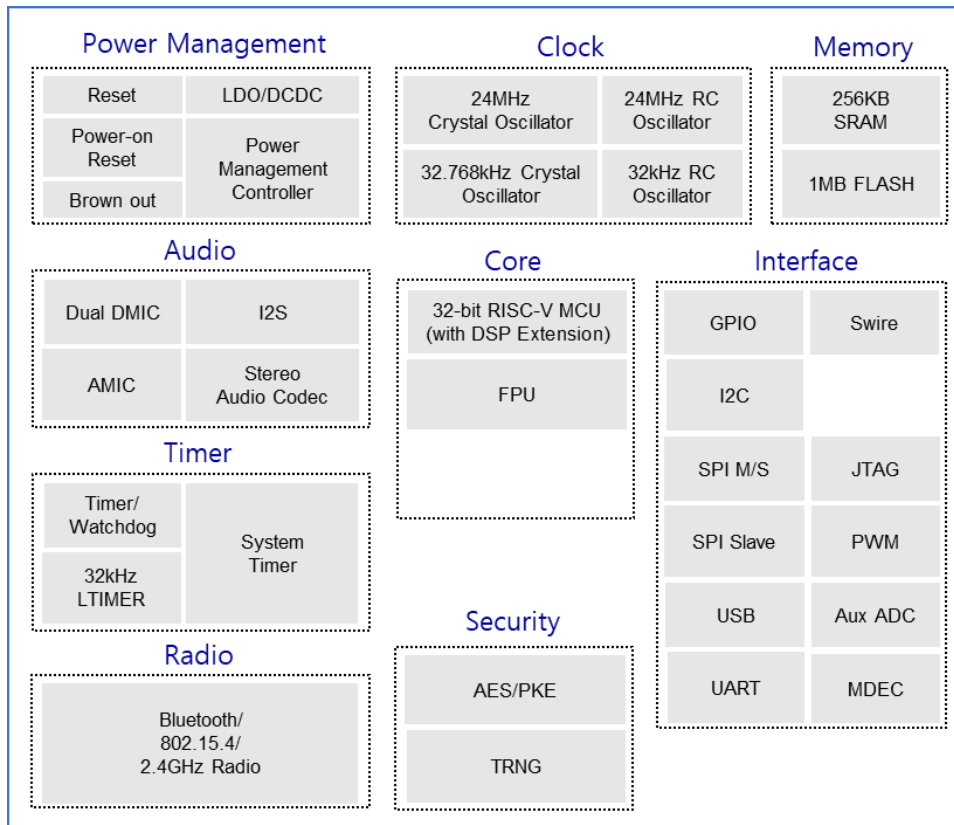 Power Management
Reset
LDO/DCDC
Power-on
Reset
Power
Management
Controller
Brown out
Clock
24MHz
Crystal Oscillator
24MHz RC
Oscillator
32.768kHz Crystal
Oscillator
32kHz RC
Oscillator
Memory
256KB
SRAM
1MB FLASH
Audio
Dual DMIC
I2S
AMIC
Stereo
Audio Codec
Core
32-bit RISC-V MCU
(with DSP Extension)
FPU
Interface
GPIO
Swire
I2C
SPI M/S
JTAG
SPI Slave
PWM
USB
Aux ADC
UART
MDEC
Timer
Timer/
Watchdog
System
Timer
32kHz
LTIMER
Radio
Bluetooth/
802.15.4/
2.4GHz Radio
Security
AES/PKE
TRNG